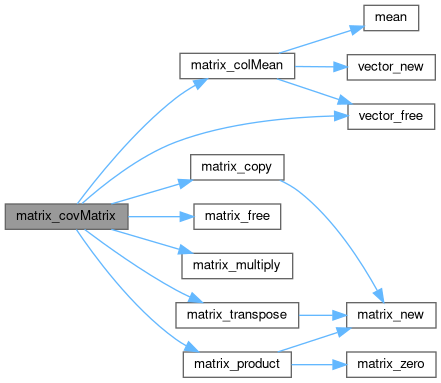 mean
matrix_colMean
vector_new
vector_free
matrix_copy
matrix_covMatrix
matrix_free
matrix_multiply
matrix_transpose
matrix_new
matrix_product
matrix_zero